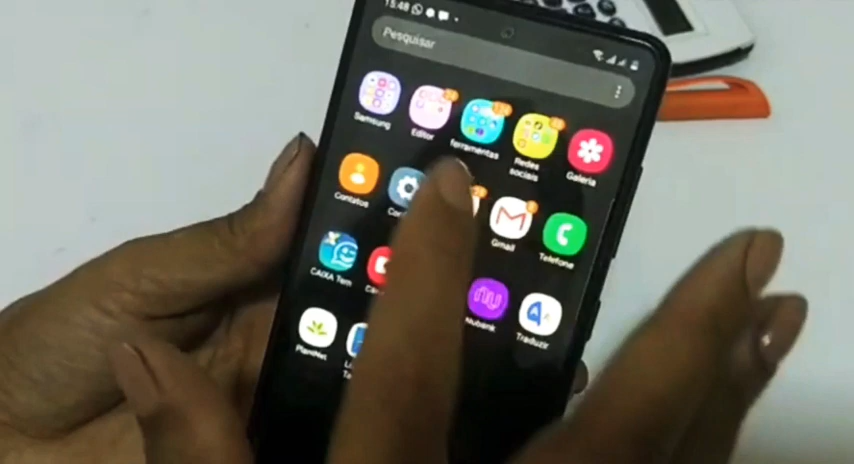 15:48
Pesquisar
Samsung
Editor
ferramentas
Redes
sociais
Galeria
Contatos
Gmail
Telefone
CAIXA Tem
Nubank
Traduzir
PlantNet